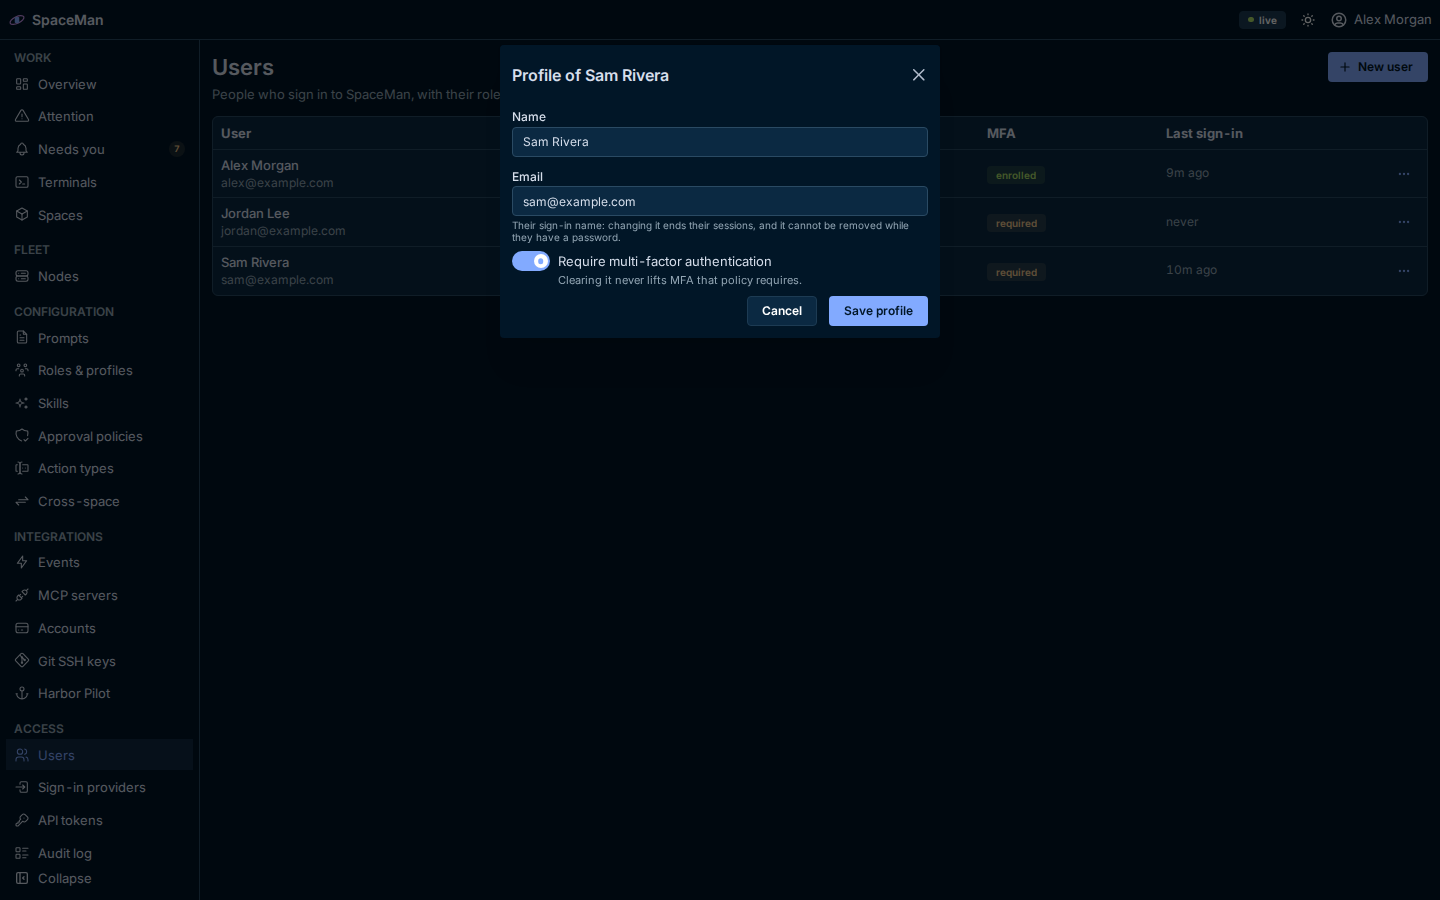 SpaceMan
live
Alex Morgan
WORK
Overview
Attention
Needs you
7
Terminals
Spaces
FLEET
Nodes
CONFIGURATION
Prompts
Roles & profiles
Skills
Approval policies
Action types
Cross-space
INTEGRATIONS
Events
MCP servers
Accounts
Git SSH keys
Harbor Pilot
ACCESS
Users
Sign-in providers
API tokens
Audit log
Collapse
Users
People who sign in to SpaceMan, with their role
New user
User
MFA
Last sign-in
Alex Morgan
alex@example.com
enrolled
9m ago
Jordan Lee
jordan@example.com
required
never
Sam Rivera
sam@example.com
required
10m ago
Profile of Sam Rivera
Name
Sam Rivera
Email
sam@example.com
Their sign-in name: changing it ends their sessions, and it cannot be removed while
they have a password.
Require multi-factor authentication
Clearing it never lifts MFA that policy requires.
Cancel
Save profile